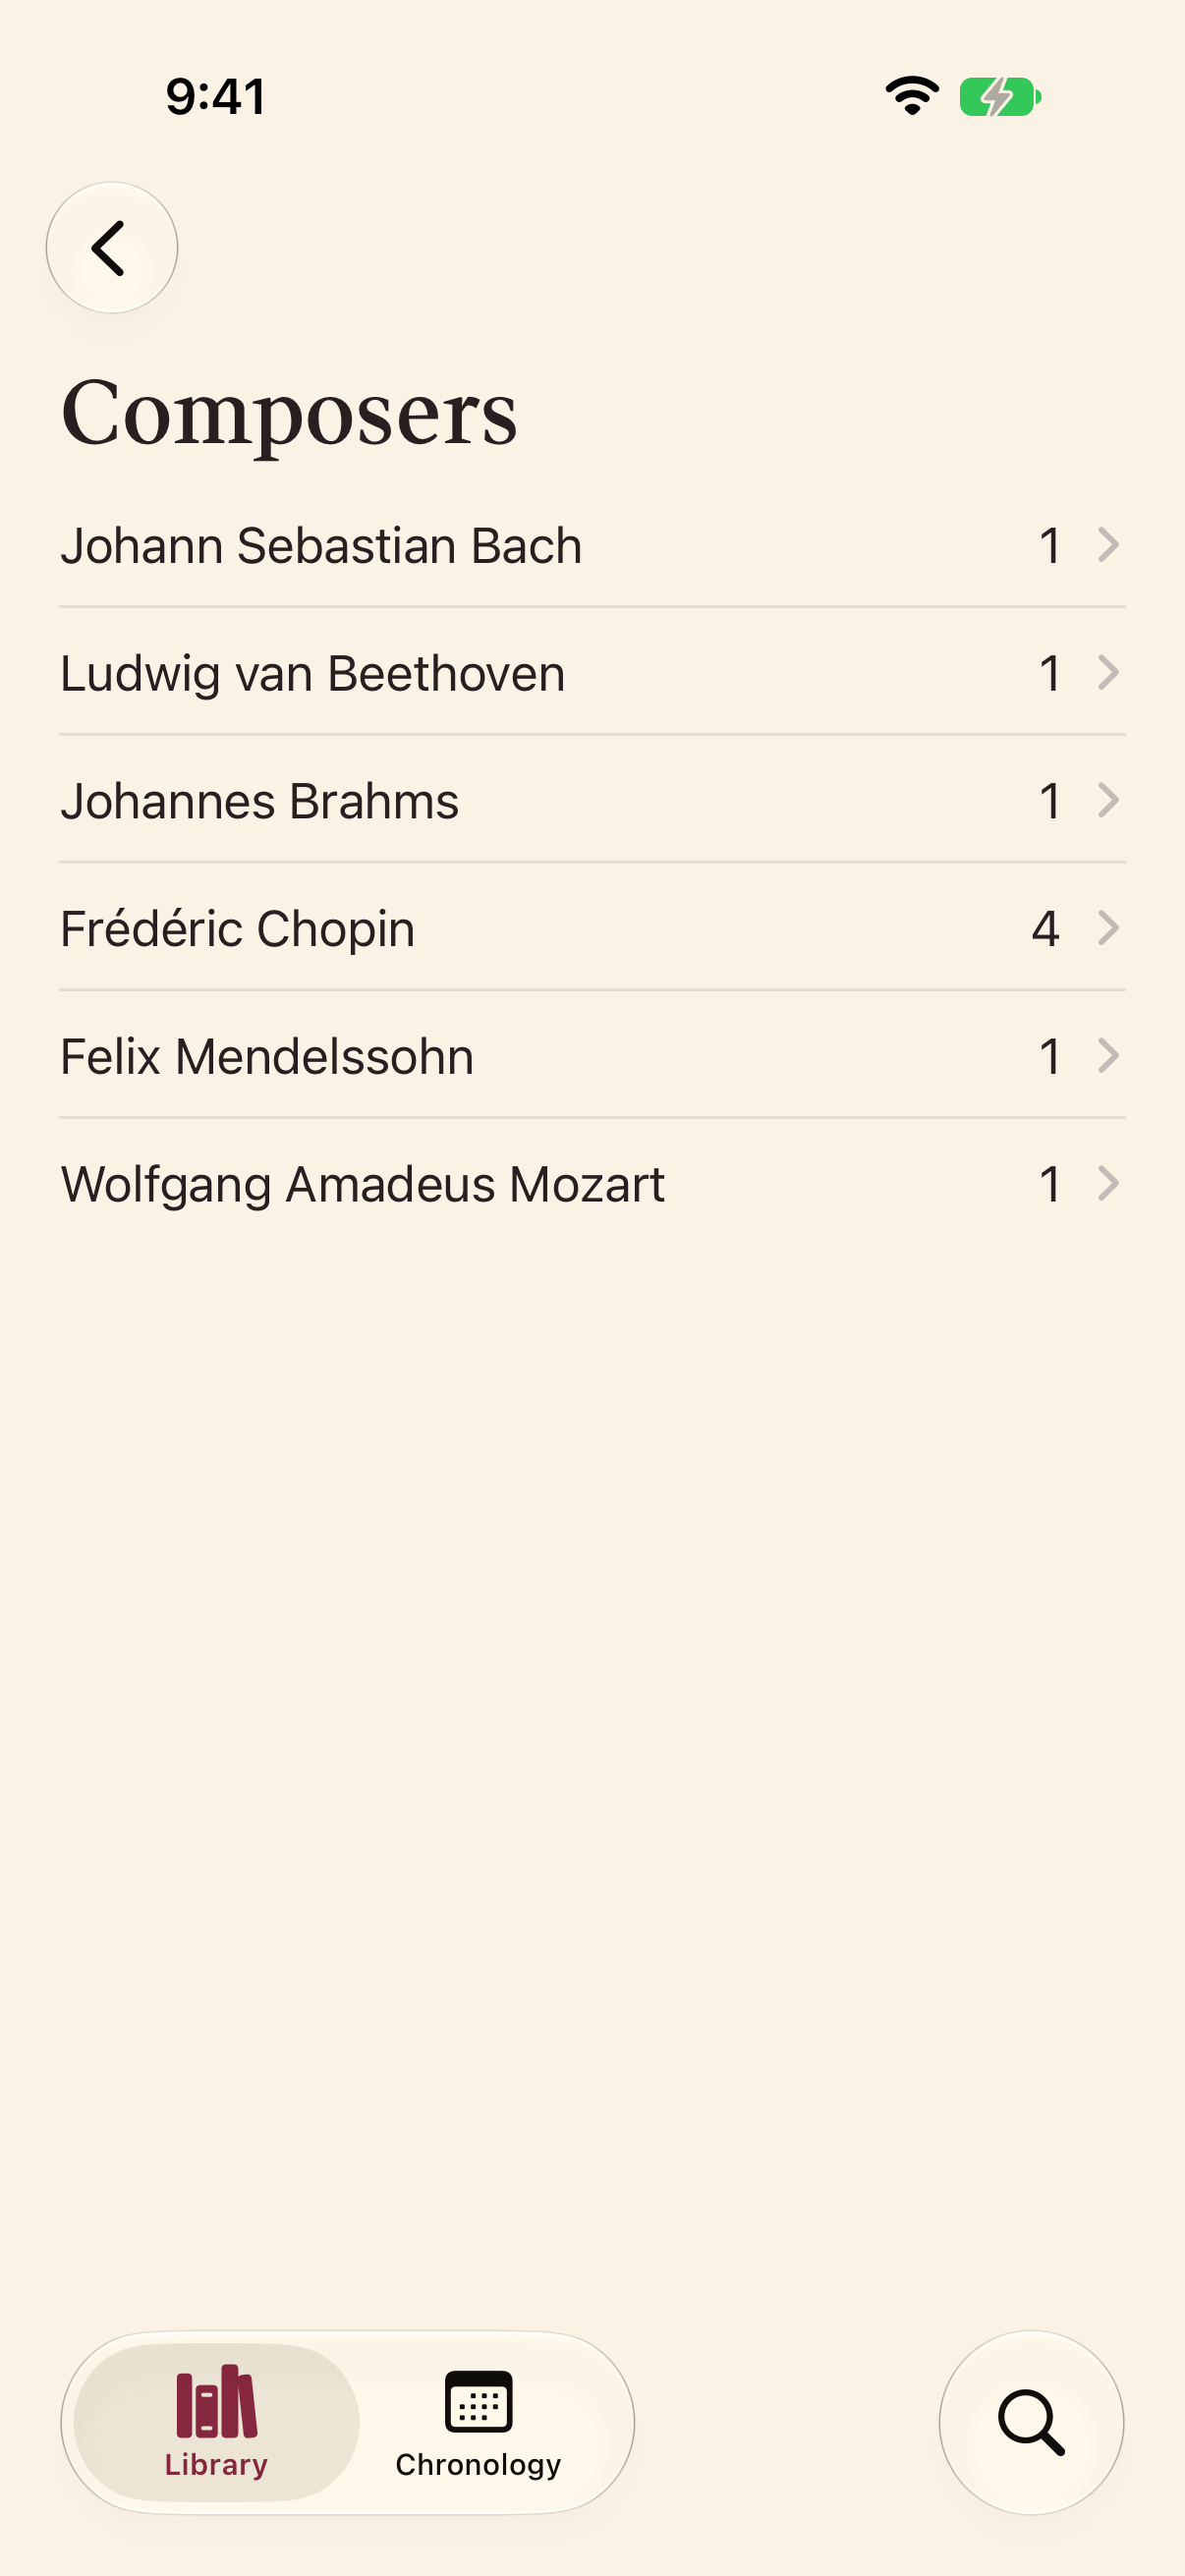 9:41
Composers
Johann Sebastian Bach 1
Ludwig van Beethoven 1
Johannes Brahms 1
Frédéric Chopin 4
Felix Mendelssohn 1
Wolfgang Amadeus Mozart 1
Library Chronology